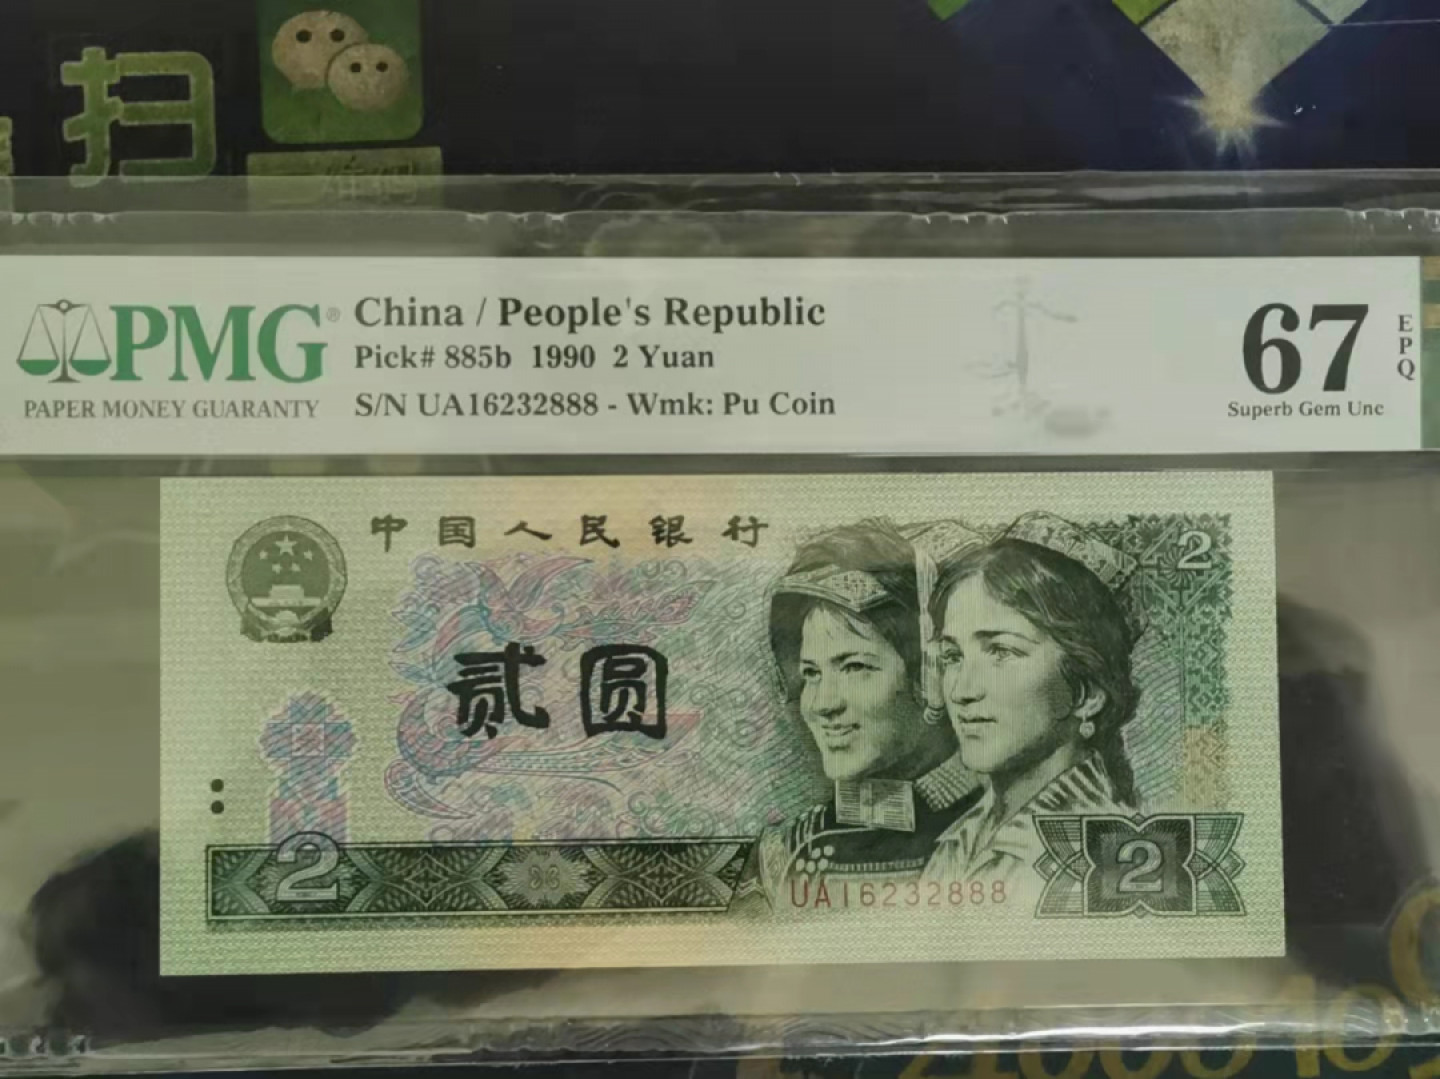 扫
PMG®
PAPER MONEY GUARANTY
China / People's Republic
Pick# 885b 1990 2 Yuan
S/N UA16232888 - Wmk: Pu Coin
67
EPQ
Superb Gem Unc
中国人民银行
2
贰圆
2
2
UA16232888